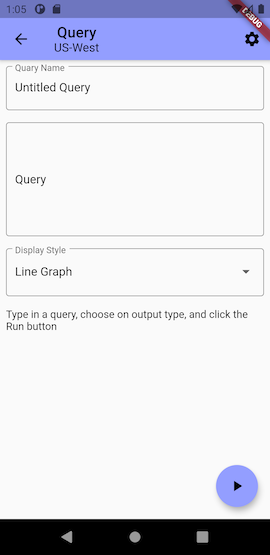 1:05
DEBUG
Query
US-West
Quary Name
Untitled Query
Query
Display Style
Line Graph
Type in a query, choose on output type, and click the
Run button